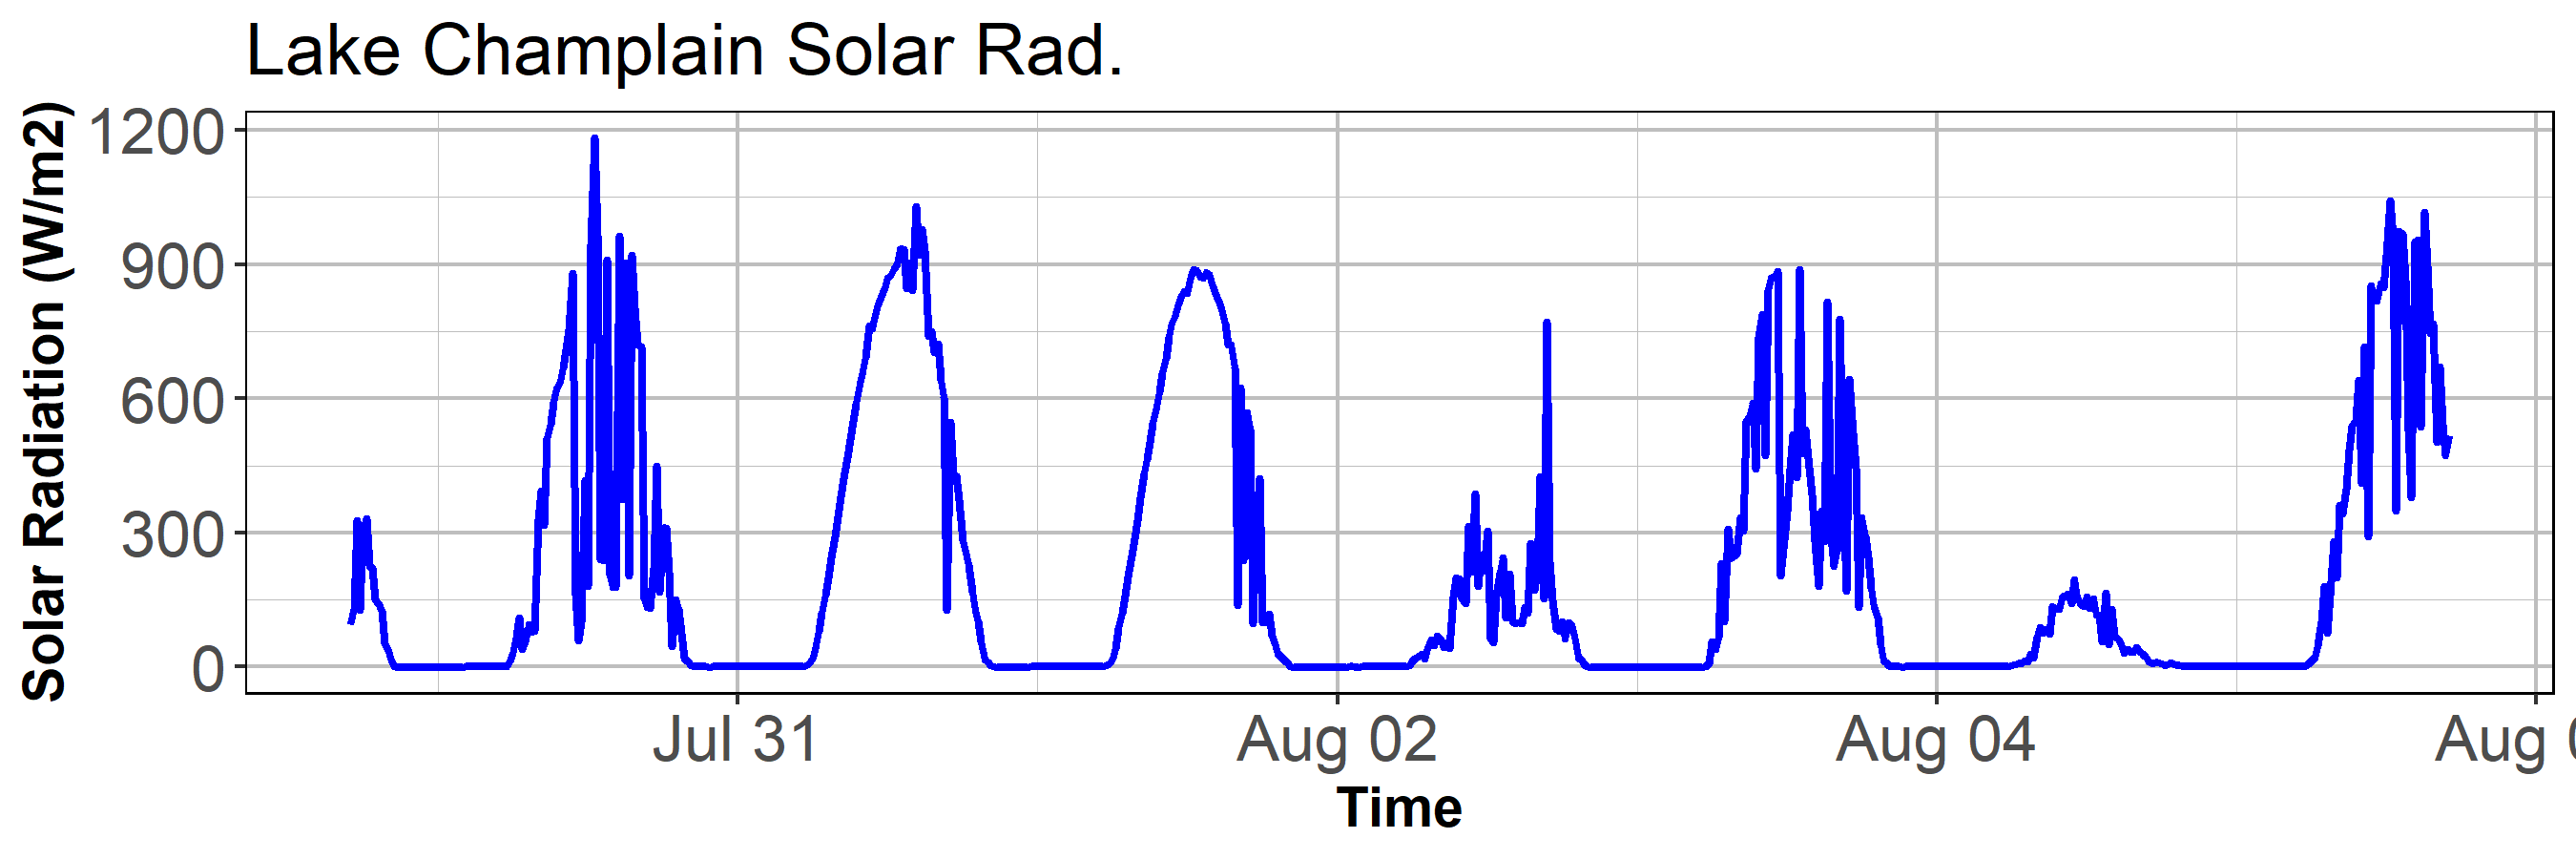 Lake Champlain Solar Rad.
Solar Radiation (W/m2)
1200
900
600
300
0
Jul 31 Aug 02 Aug 04 Aug
Time